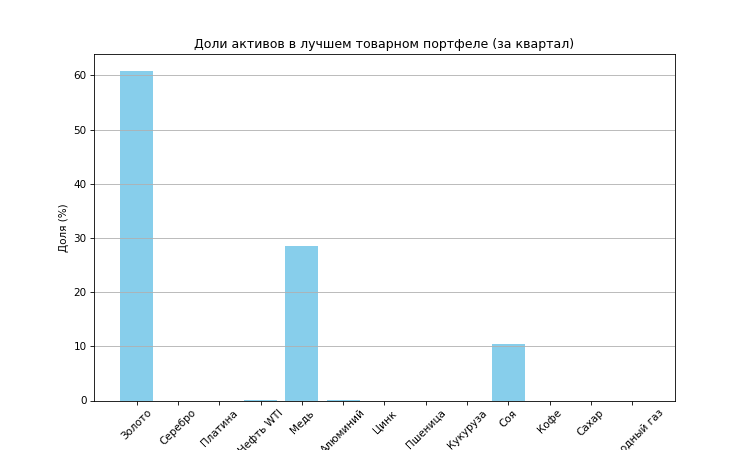 Доли активов в лучшем товарном портфеле (за квартал)
Доля (%)
60
50
40
30
20
10
0
Золото
Серебро
Платина
Нефть WTI
Медь
Алюминий
Цинк
Пшеница
Кукуруза
Соя
Кофе
Сахар
газ